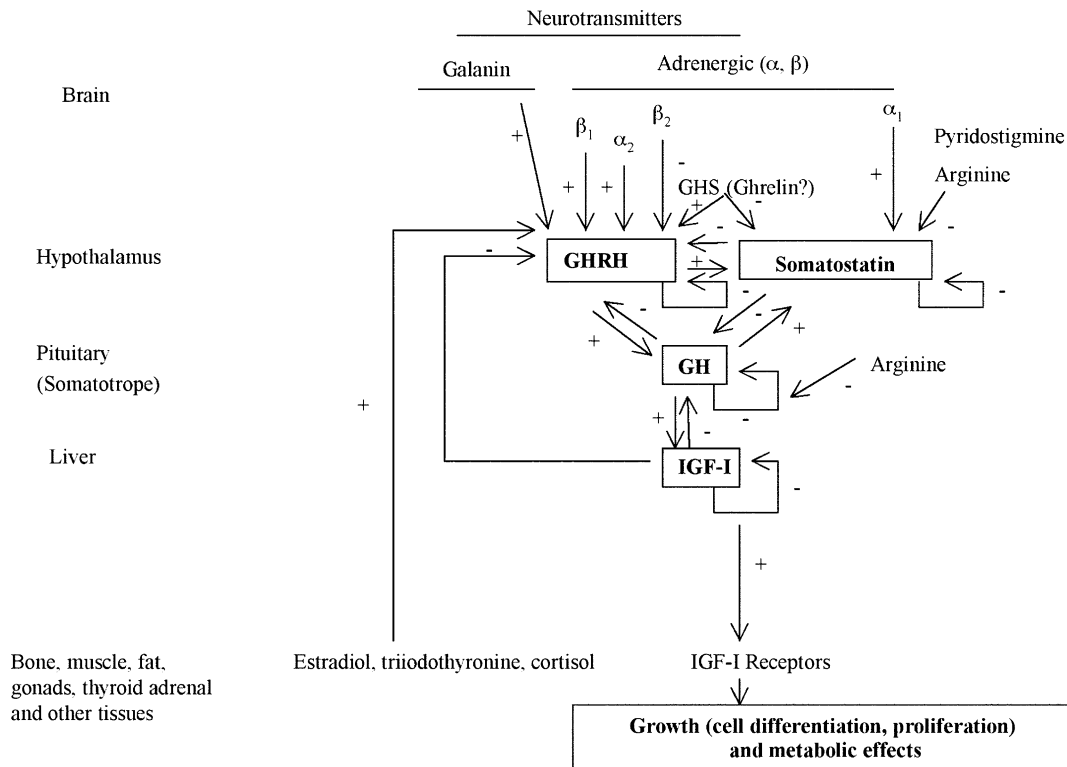 Neurotransmitters
Galanin
Adrenergic (α, β)
Brain
β₁
α₂
β₂
α₁
Pyridostigmine
Arginine
GHS (Ghrelin?)
+
+
+
-
+
+
-
-
Hypothalamus
-
GHRH
-
+
Somatostatin
-
-
+
-
-
+
Pituitary
(Somatotrope)
GH
Arginine
-
-
+
+
-
Liver
IGF-I
-
+
Bone, muscle, fat,
gonads, thyroid adrenal
and other tissues
Estradiol, triiodothyronine, cortisol
IGF-I Receptors
Growth (cell differentiation, proliferation)
and metabolic effects